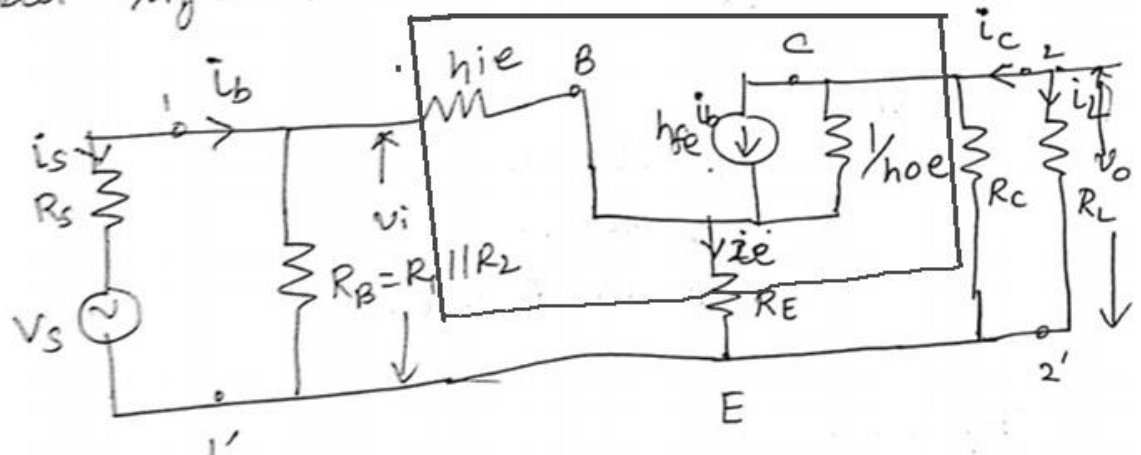 hie
B
C
ic
2
1
ib
is
Rs
vi
hfe ib
1/hoe
Rc
iL
RL
vo
RB = R1 || R2
ie
RE
Vs
E
1'
2'